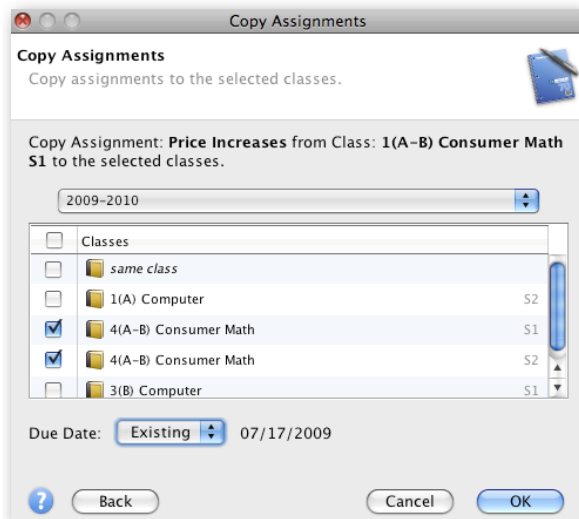 Copy Assignments
Copy Assignments
Copy assignments to the selected classes.
Copy Assignment: Price Increases from Class: 1(A-B) Consumer Math
S1 to the selected classes.
2009-2010
Classes
same class
1(A) Computer S2
4(A-B) Consumer Math S1
4(A-B) Consumer Math S2
3(B) Computer S1
Due Date: Existing 07/17/2009
? Back Cancel OK